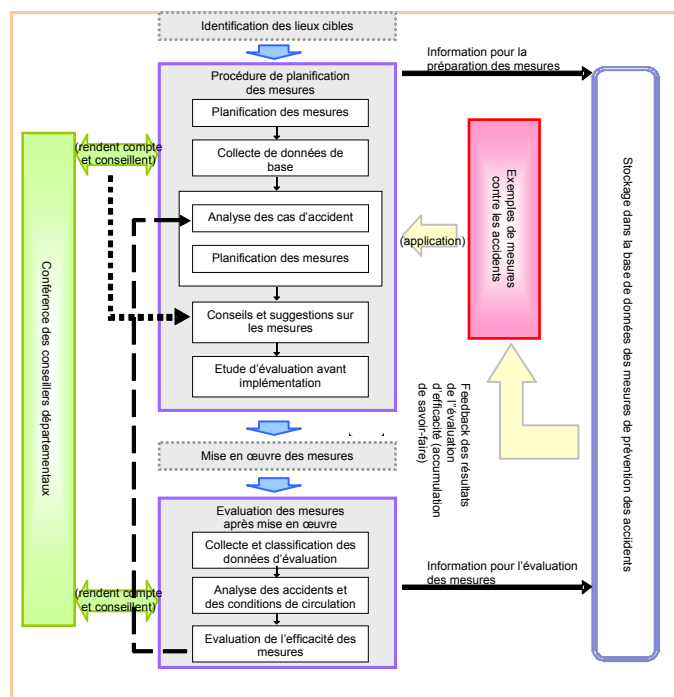 Identification des lieux cibles
Procédure de planification
des mesures
Planification des mesures
Collecte de données de
base
Analyse des cas d'accident
Planification des mesures
Conseils et suggestions sur
les mesures
Etude d'évaluation avant
implémentation
Mise en œuvre des mesures
Evaluation des mesures
après mise en œuvre
Collecte et classification des
données d'évaluation
Analyse des accidents et
des conditions de circulation
Evaluation de l'efficacité des
mesures
Conférence des conseillers départementaux
(rendent compte
et conseillent)
(rendent compte
et conseillent)
Information pour la
préparation des mesures
Exemples de mesures
contre les accidents
(application)
Feedback des résultats
de l"évaluation
d'efficacité (accumulation
de savoir-faire)
Information pour l'évaluation
des mesures
Stockage dans la base de données des mesures de prévention des acciidents